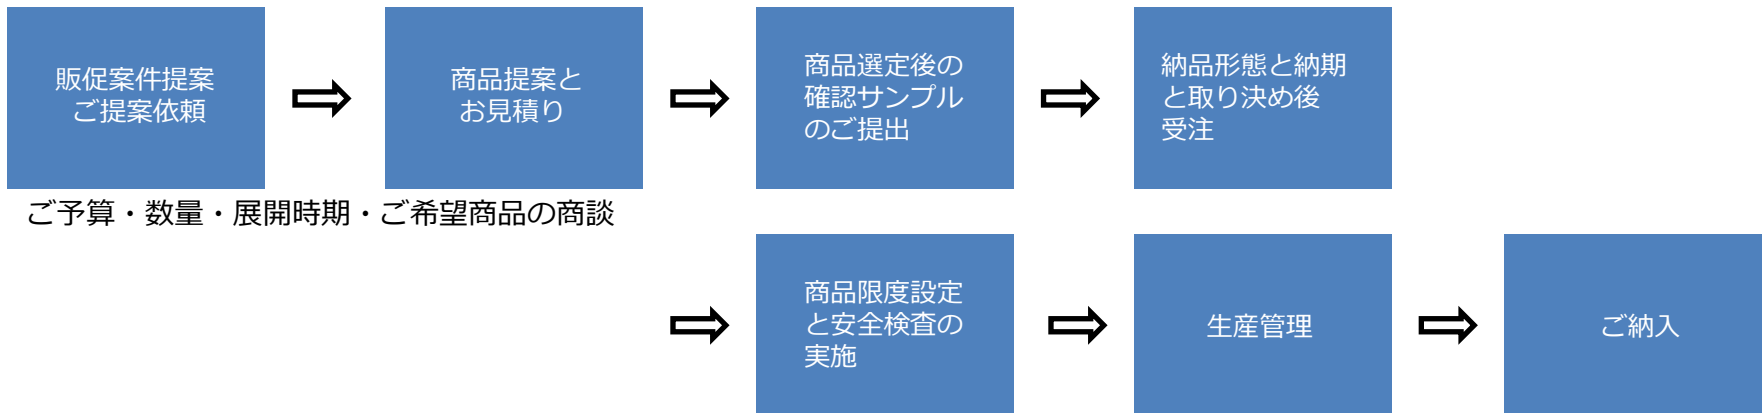 販促案件提案
ご提案依頼
商品提案と
お見積り
商品選定後の
確認サンプル
のご提出
納品形態と納期
と取り決め後
受注
ご予算・数量・展開時期・ご希望商品の商談
商品限度設定
と安全検査の
実施
生産管理
ご納入